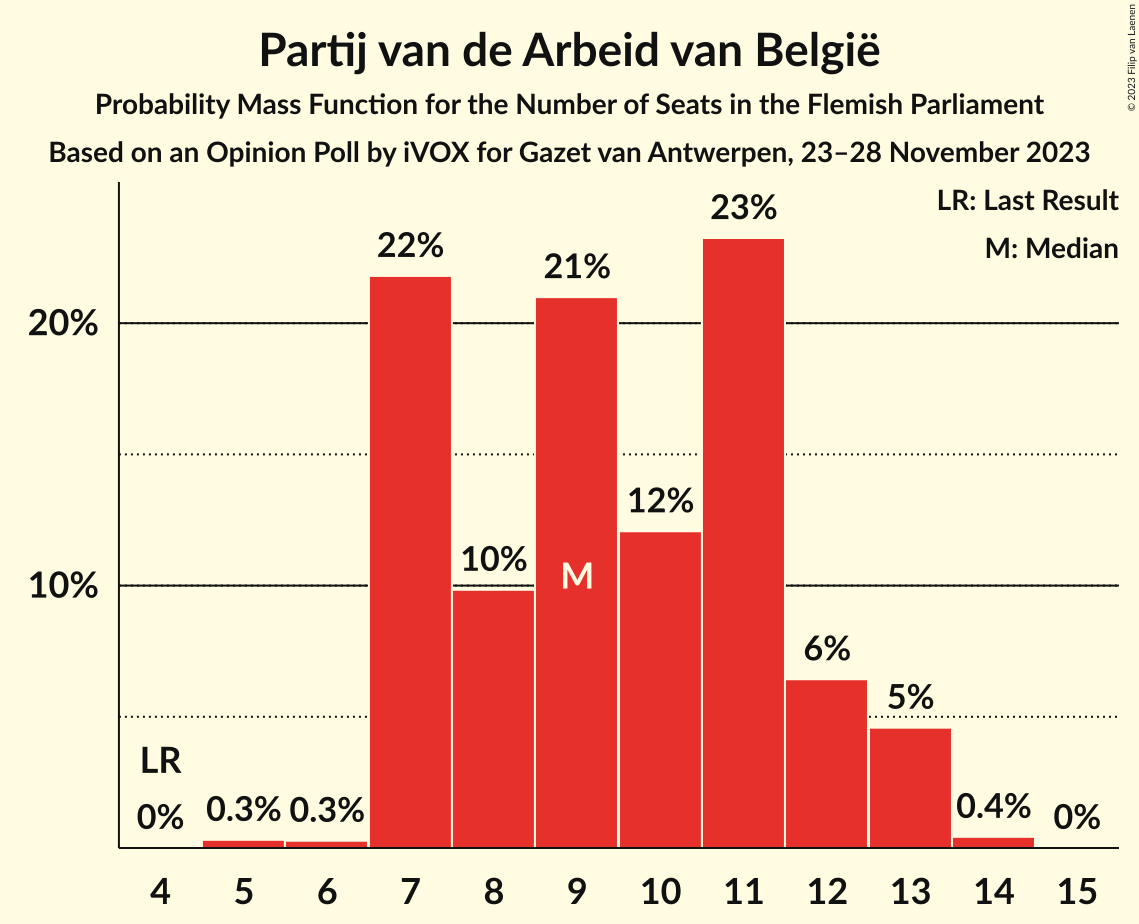 Partij van de Arbeid van België
Probability Mass Function for the Number of Seats in the Flemish Parliament
Based on an Opinion Poll by iVOX for Gazet van Antwerpen, 23–28 November 2023
© 2023 Filip van Laenen
LR: Last Result
M: Median
20%
10%
LR
0%
0.3%
0.3%
22%
10%
21%
M
12%
23%
6%
5%
0.4%
0%
4 5 6 7 8 9 10 11 12 13 14 15